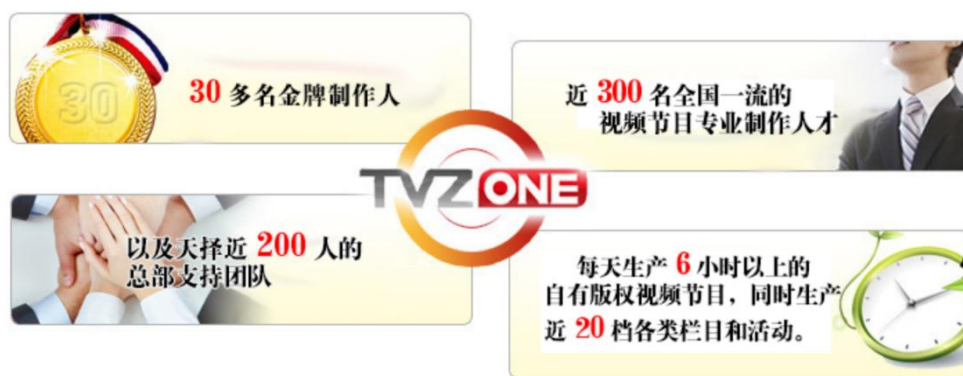 30
30 多名金牌制作人
近 300 名全国一流的
视频节目专业制作人才
TVZONE
以及天择近 200 人的
总部支持团队
每天生产 6 小时以上的
自有版权视频节目，同时生产
近 20 档各类栏目和活动。